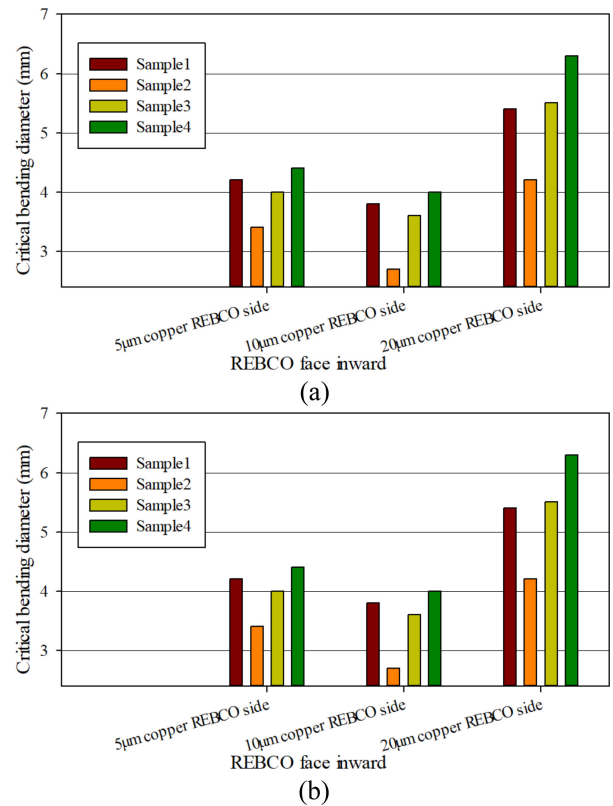 7
6
5
4
3
Critical bending diameter (mm)
Sample1
Sample2
Sample3
Sample4
5µm copper REBCO side
10µm copper REBCO side
20µm copper REBCO side
REBCO face inward
(a)
7
6
5
4
3
Critical bending diameter (mm)
Sample1
Sample2
Sample3
Sample4
5µm copper REBCO side
10µm copper REBCO side
20µm copper REBCO side
REBCO face inward
(b)